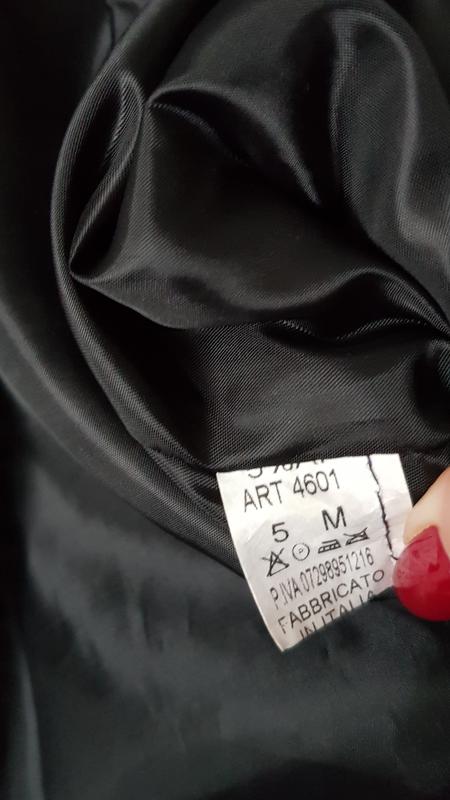 ART 4601
5 M
P.IVA 07298951216
FABBRICATO
IN ITALIA